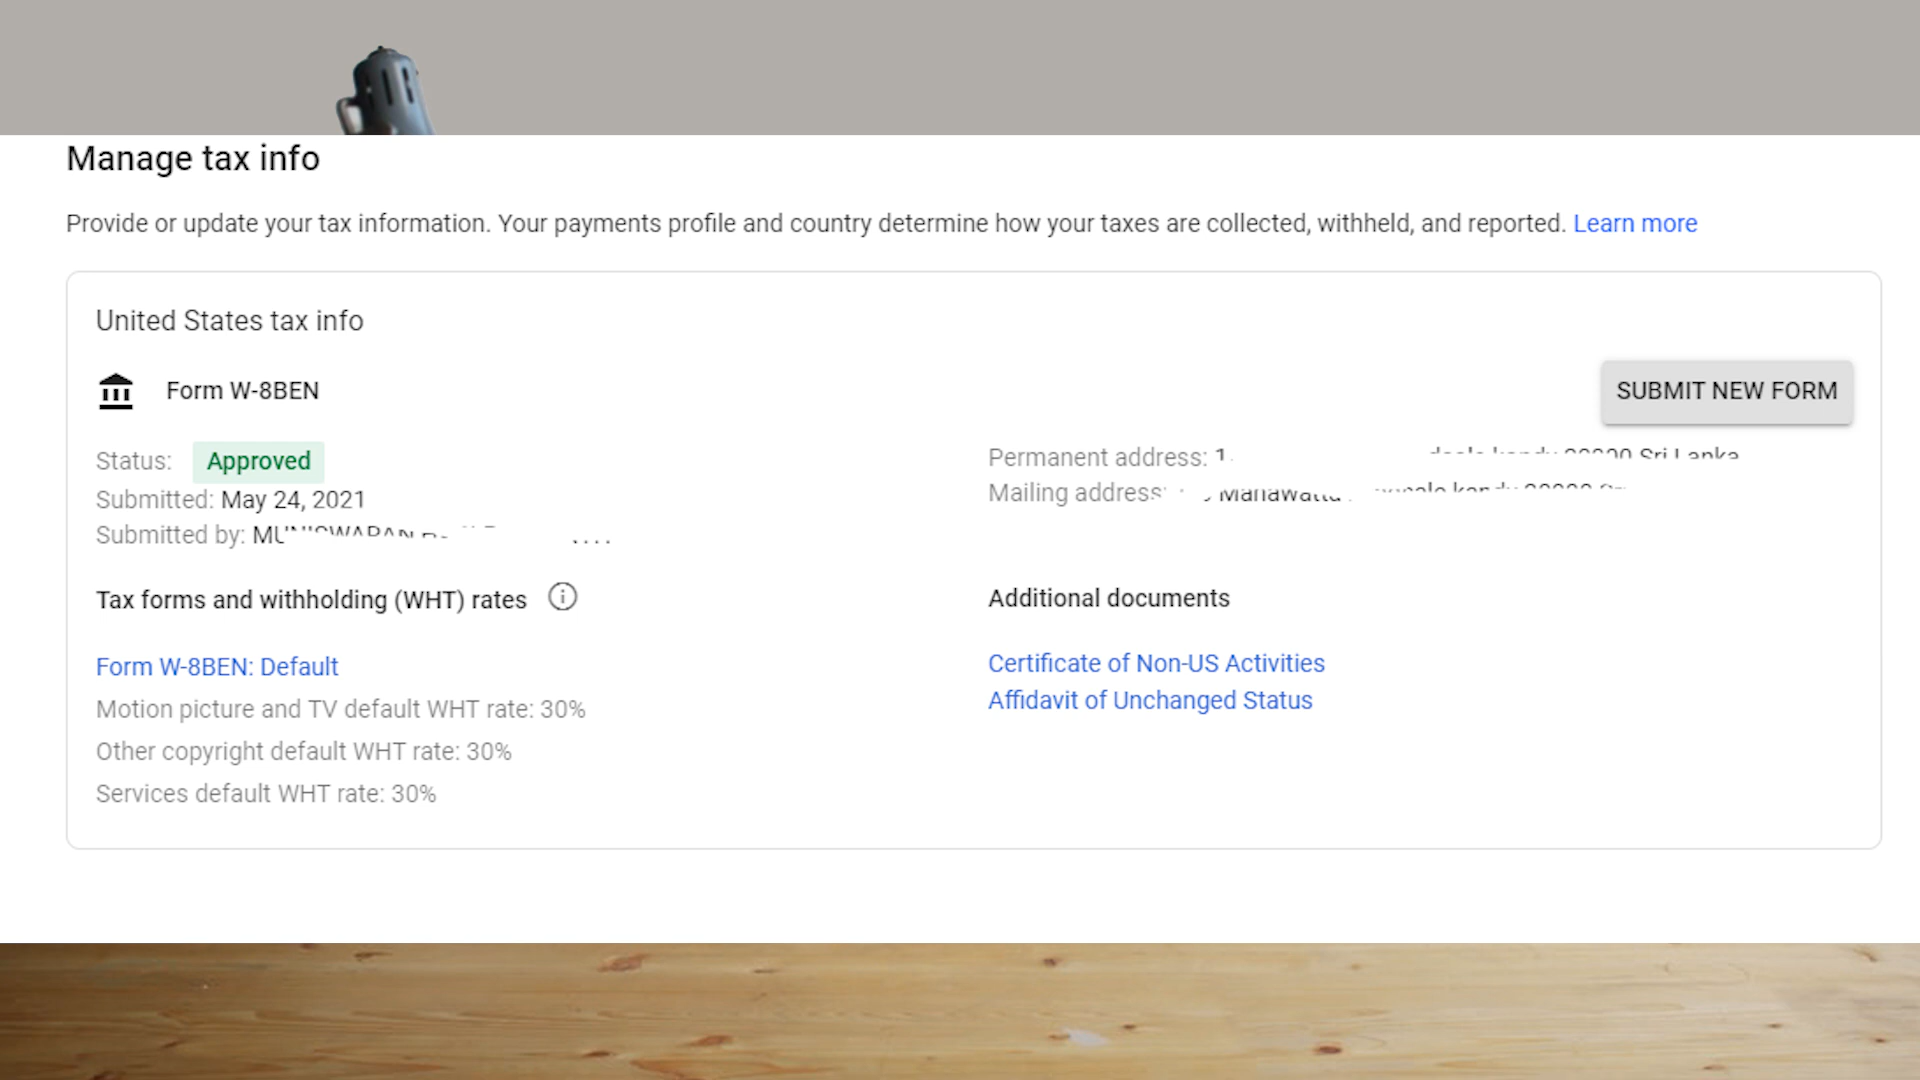 Manage tax info
Provide or update your tax information. Your payments profile and country determine how your taxes are collected, withheld, and reported. Learn more
United States tax info
Form W-8BEN
SUBMIT NEW FORM
Status: Approved
Submitted: May 24, 2021
Submitted by:
Permanent address: 1 Sri Lanka
Mailing address:
Tax forms and withholding (WHT) rates
Form W-8BEN: Default
Motion picture and TV default WHT rate: 30%
Other copyright default WHT rate: 30%
Services default WHT rate: 30%
Additional documents
Certificate of Non-US Activities
Affidavit of Unchanged Status